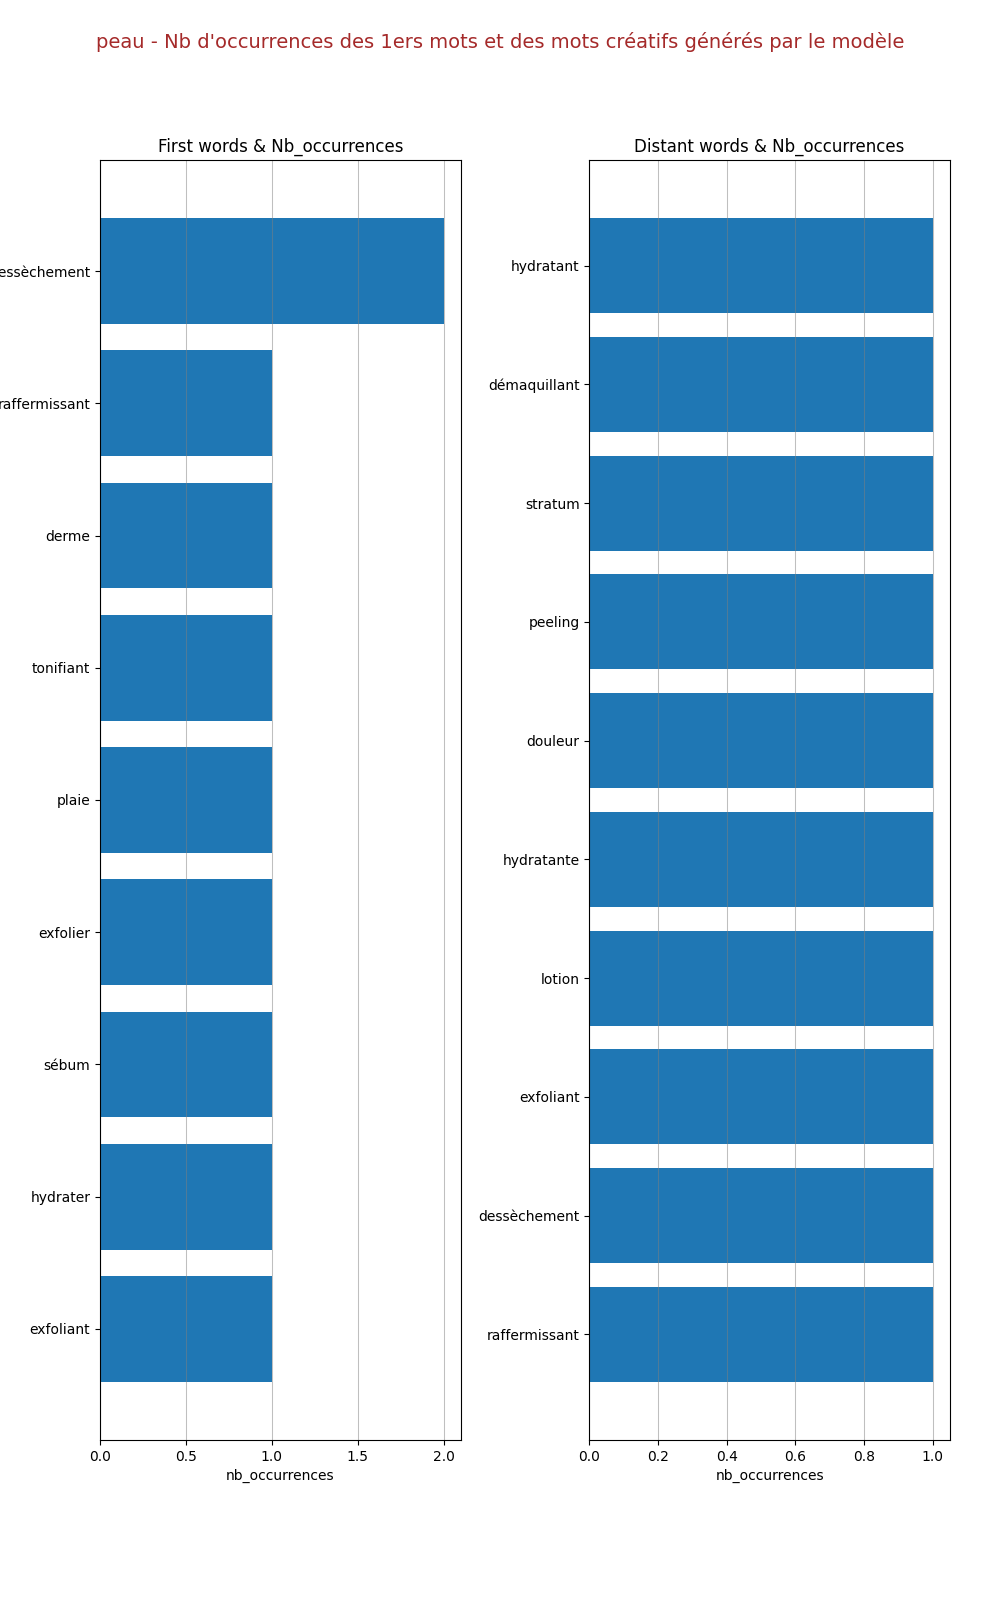 peau - Nb d'occurrences des 1ers mots et des mots créatifs générés par le modèle
First words & Nb_occurrences
essèchement
raffermissant
derme
tonifiant
plaie
exfolier
sébum
hydrater
exfoliant
0.0 0.5 1.0 1.5 2.0
nb_occurrences
Distant words & Nb_occurrences
hydratant
démaquillant
stratum
peeling
douleur
hydratante
lotion
exfoliant
dessèchement
raffermissant
0.0 0.2 0.4 0.6 0.8 1.0
nb_occurrences